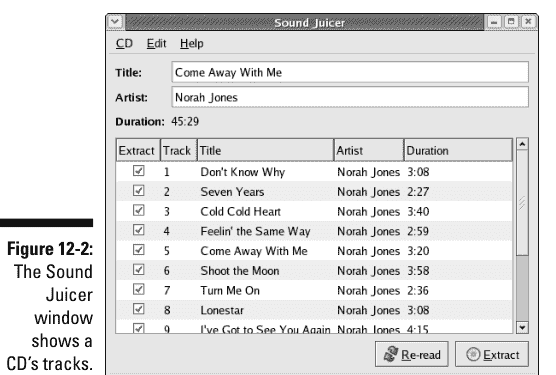 Sound Juicer
CD Edit Help
Title: Come Away With Me
Artist: Norah Jones
Duration: 45:29
Extract Track Title Artist Duration
1 Don't Know Why Norah Jones 3:08
2 Seven Years Norah Jones 2:27
3 Cold Cold Heart Norah Jones 3:40
4 Feelin' the Same Way Norah Jones 2:59
5 Come Away With Me Norah Jones 3:20
6 Shoot the Moon Norah Jones 3:58
7 Turn Me On Norah Jones 2:36
8 Lonestar Norah Jones 3:08
9 I've Got to See You Again Norah Jones 4:15
Re-read Extract
Figure 12-2:
The Sound
Juicer
window
shows a
CD's tracks.